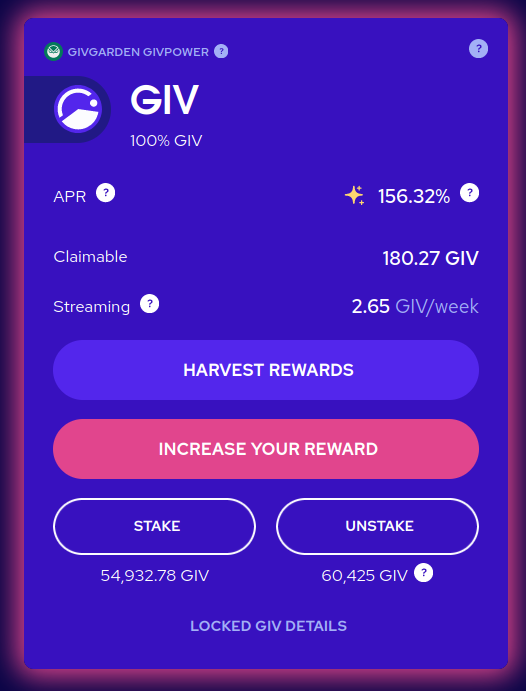 GIVGARDEN GIVPOWER ? ?
GIV
100% GIV
APR ? 156.32% ?
Claimable 180.27 GIV
Streaming ? 2.65 GIV/week
HARVEST REWARDS
INCREASE YOUR REWARD
STAKE UNSTAKE
54,932.78 GIV 60,425 GIV ?
LOCKED GIV DETAILS